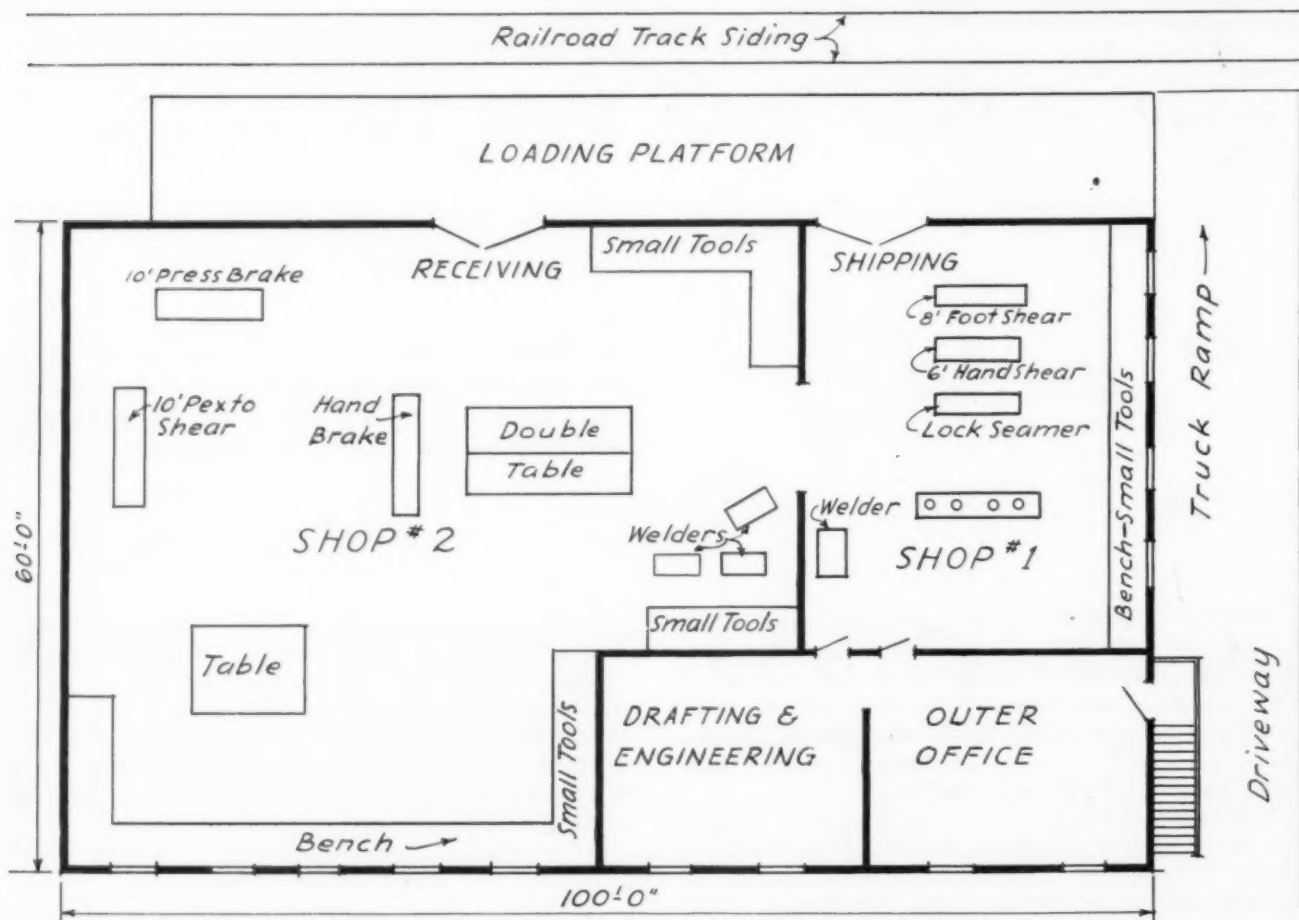 Railroad Track Siding
LOADING PLATFORM
RECEIVING
Small Tools
SHIPPING
10' Press Brake
8' Foot Shear
6' Hand Shear
Lock Seamer
10' Pexto
Shear
Hand
Brake
Double
Table
Welders
Welder
SHOP #2
SHOP #1
Bench-Small Tools
Truck Ramp
60'-0"
Small Tools
Table
Small Tools
DRAFTING &
ENGINEERING
OUTER
OFFICE
Driveway
Bench
100'-0"